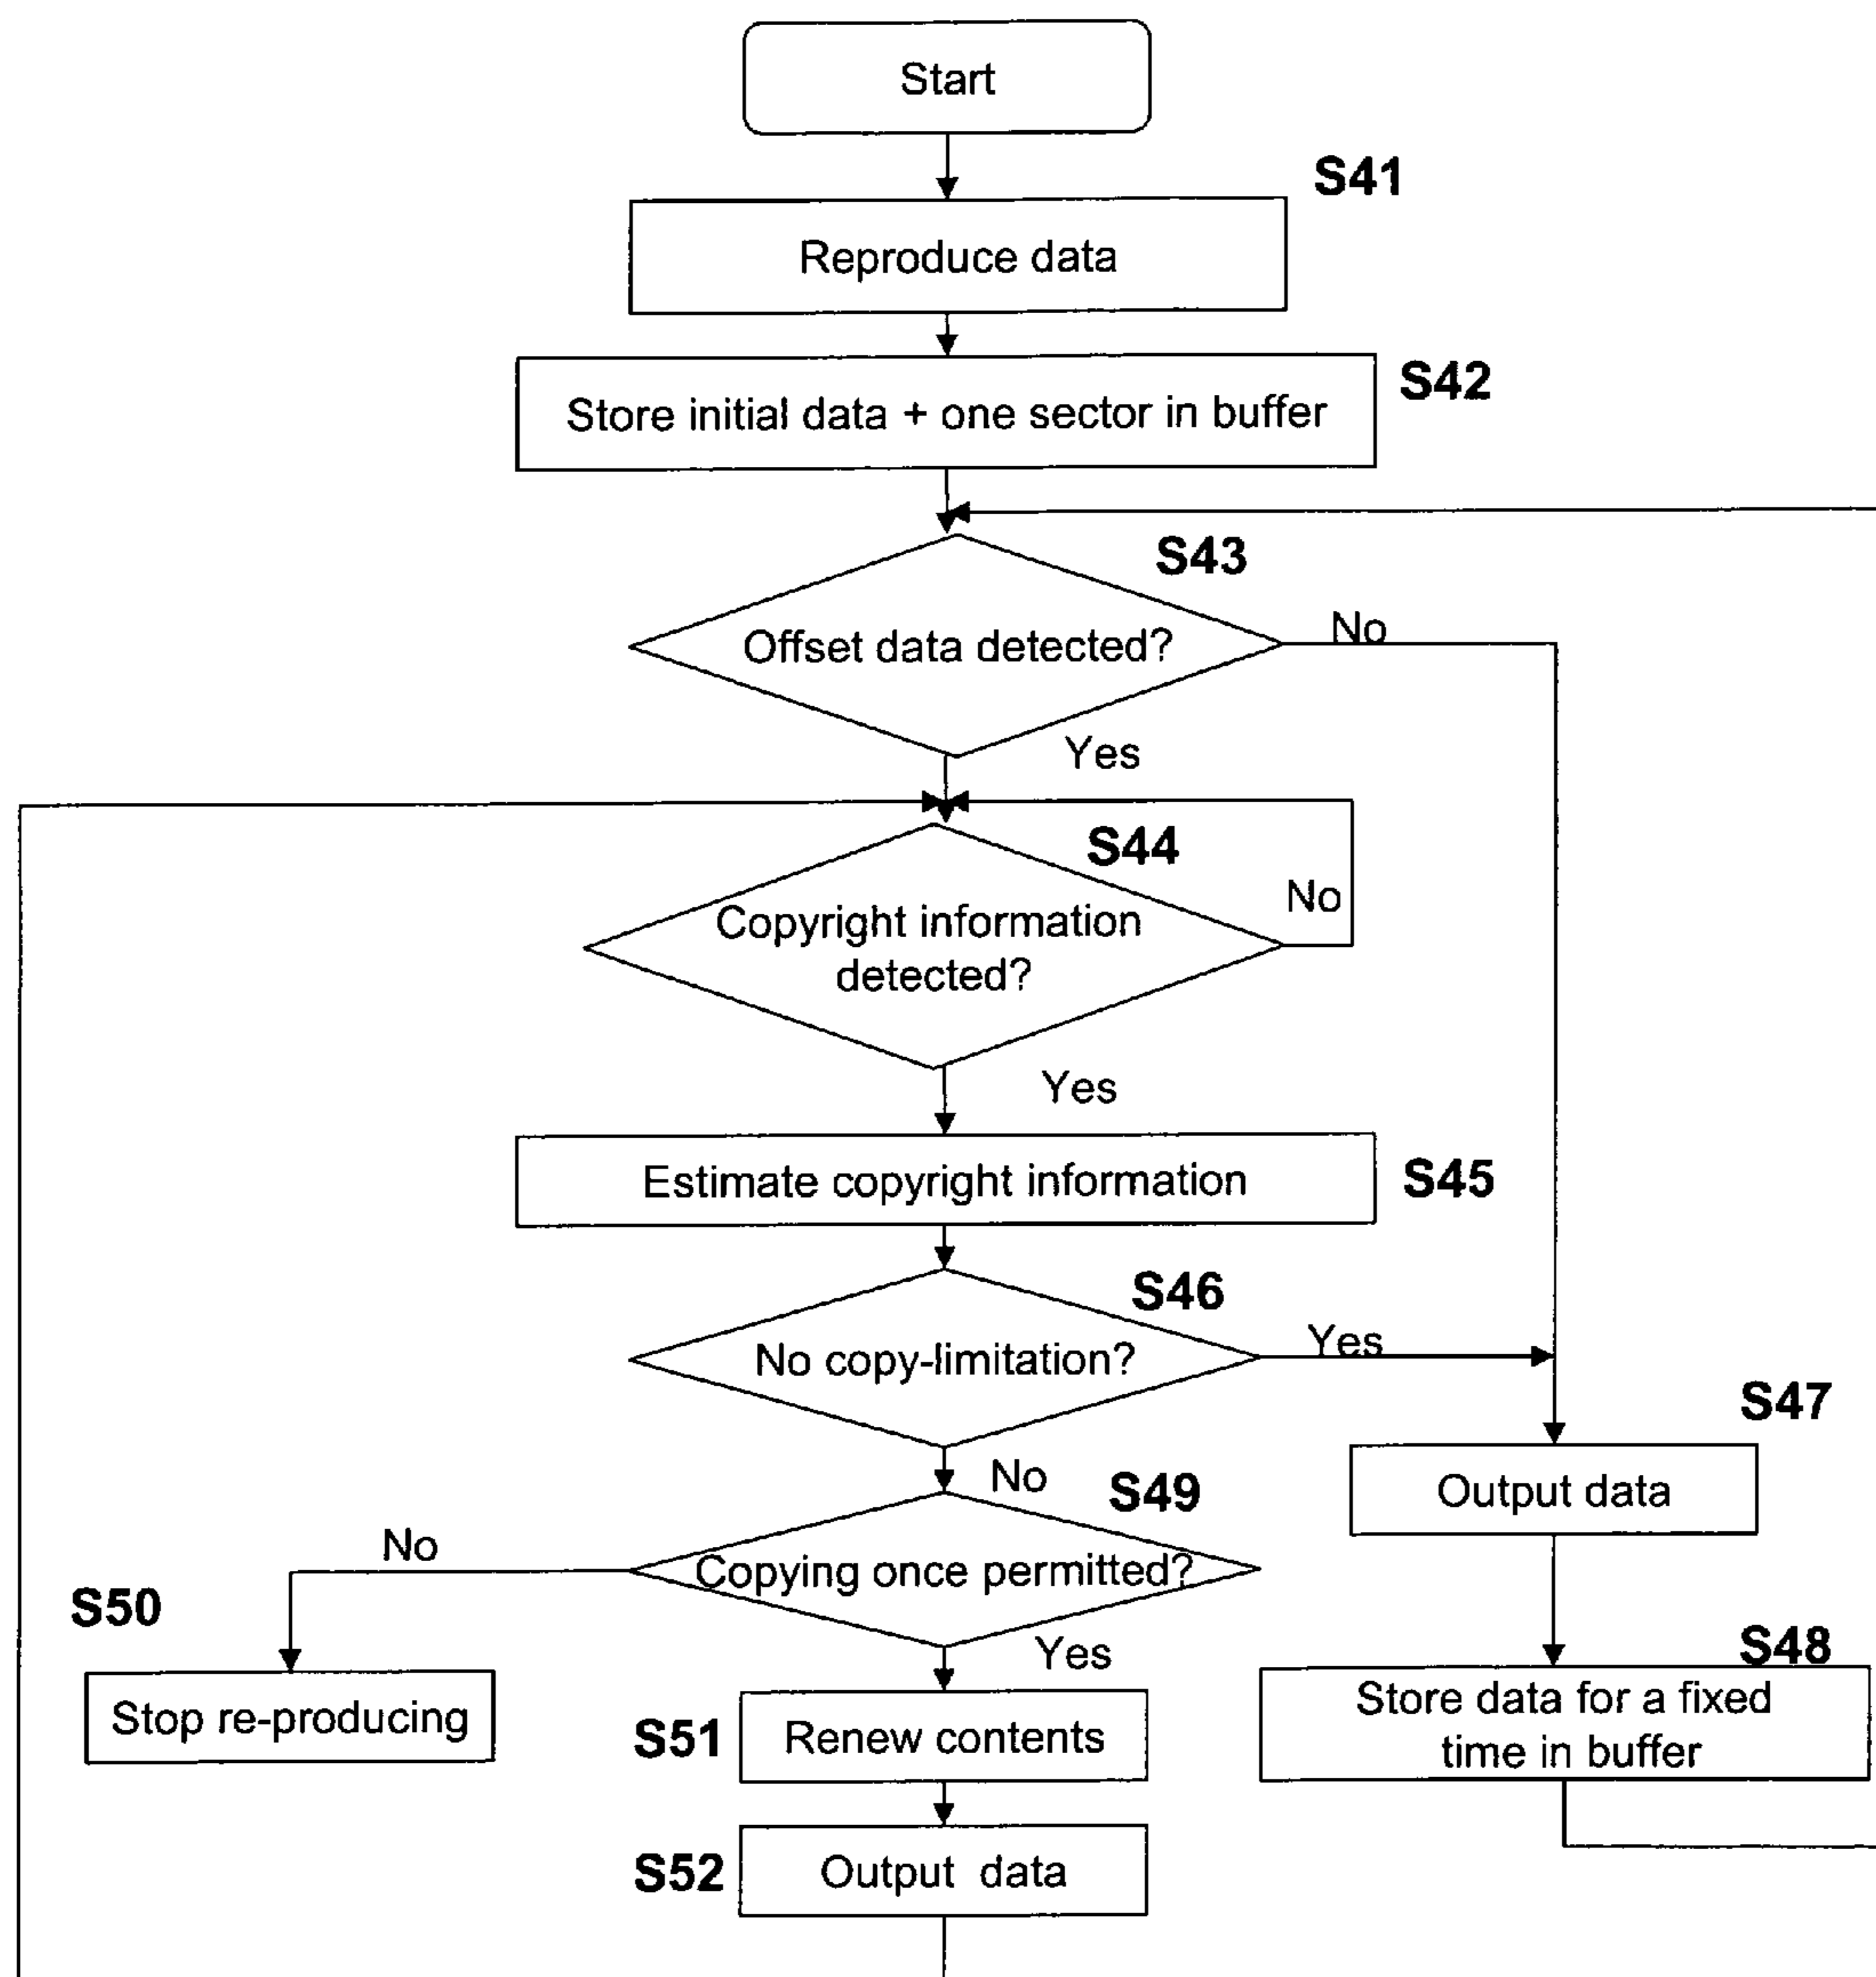 Start
S41
Reproduce data
S42
Store initial data + one sector in buffer
S43
Offset data detected?
No
Yes
S44
No
Copyright information
detected?
Yes
Estimate copyright information
S45
S46
No copy-limitation?
Yes
S47
No
S49
Output data
No
Copying once permitted?
S50
Yes
S48
Stop re-producing
S51
Renew contents
Store data for a fixed
time in buffer
S52
Output data